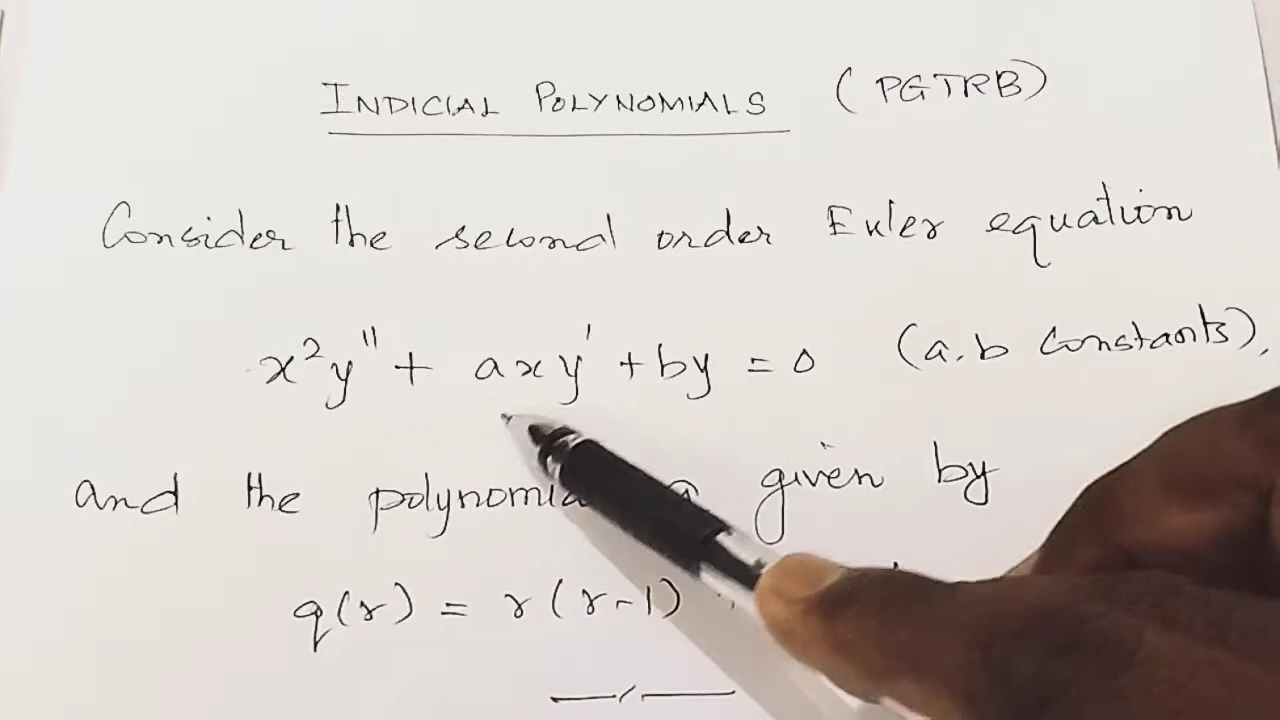 INDICIAL POLYNOMIALS (PGTRB)
Consider the second order Euler equation
x²y'' + axy' + by = 0 (a.b constants),
and the given by
q(r) = r(r-1)